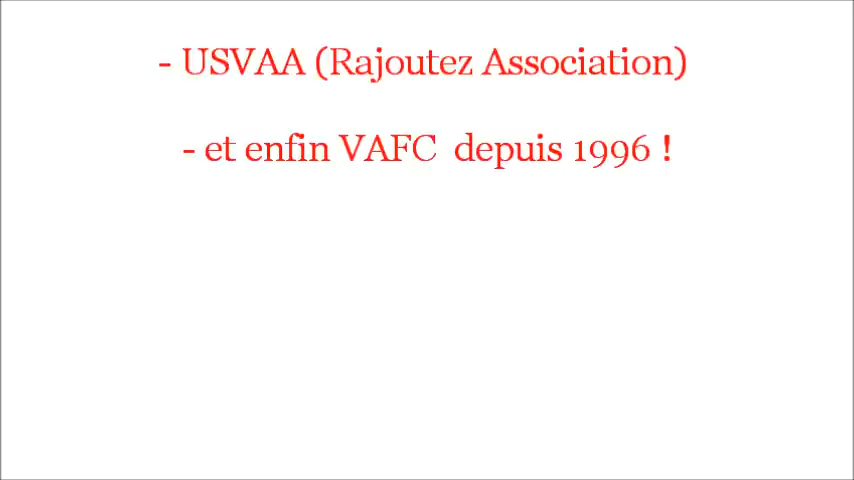 - USVAA (Rajoutez Association)
- et enfin VAFC  depuis 1996 !